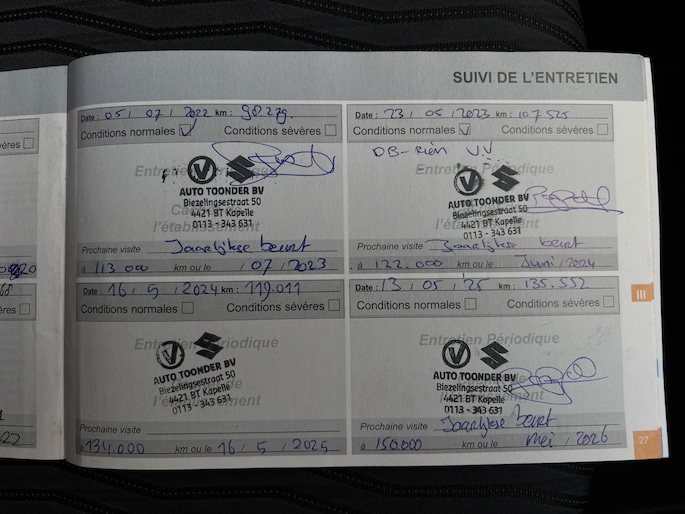 SUIVI DE L'ENTRETIEN
Date : 05 / 07 / 2022 km : 98.279.
Conditions normales Conditions sévères
Entretien Périodique
AUTO TOONDER BV
Biezelingsestraat 50
4421 BT Kapelle
0113 - 343 631
l'établissement
Prochaine visite Jaarlijkse beurt
à 113 000 km ou le / 07 / 2023
Date : 23 / 05 / 2023 km : 107.525
Conditions normales Conditions sévères
Entretien Périodique
AUTO TOONDER BV
Biezelingsestraat 50
4421 BT Kapelle
0113 - 343 631
Prochaine visite Jaarlijkse beurt
à 122.000 km ou le Juni / 2024
Date : 16 / 5 / 2024 km : 119.011
Conditions normales Conditions sévères
Entretien Périodique
AUTO TOONDER BV
Biezelingsestraat 50
4421 BT Kapelle
0113 - 343 631
Prochaine visite
à 134.000 km ou le 16 / 5 / 2025
Date : 13 / 05 / '25 km : 135.552
Conditions normales Conditions sévères
Entretien Périodique
AUTO TOONDER BV
Biezelingsestraat 50
4421 BT Kapelle
0113 - 343 631
Prochaine visite Jaarlijkse beurt
à 150.000 km ou le Mei / 2026
III
27